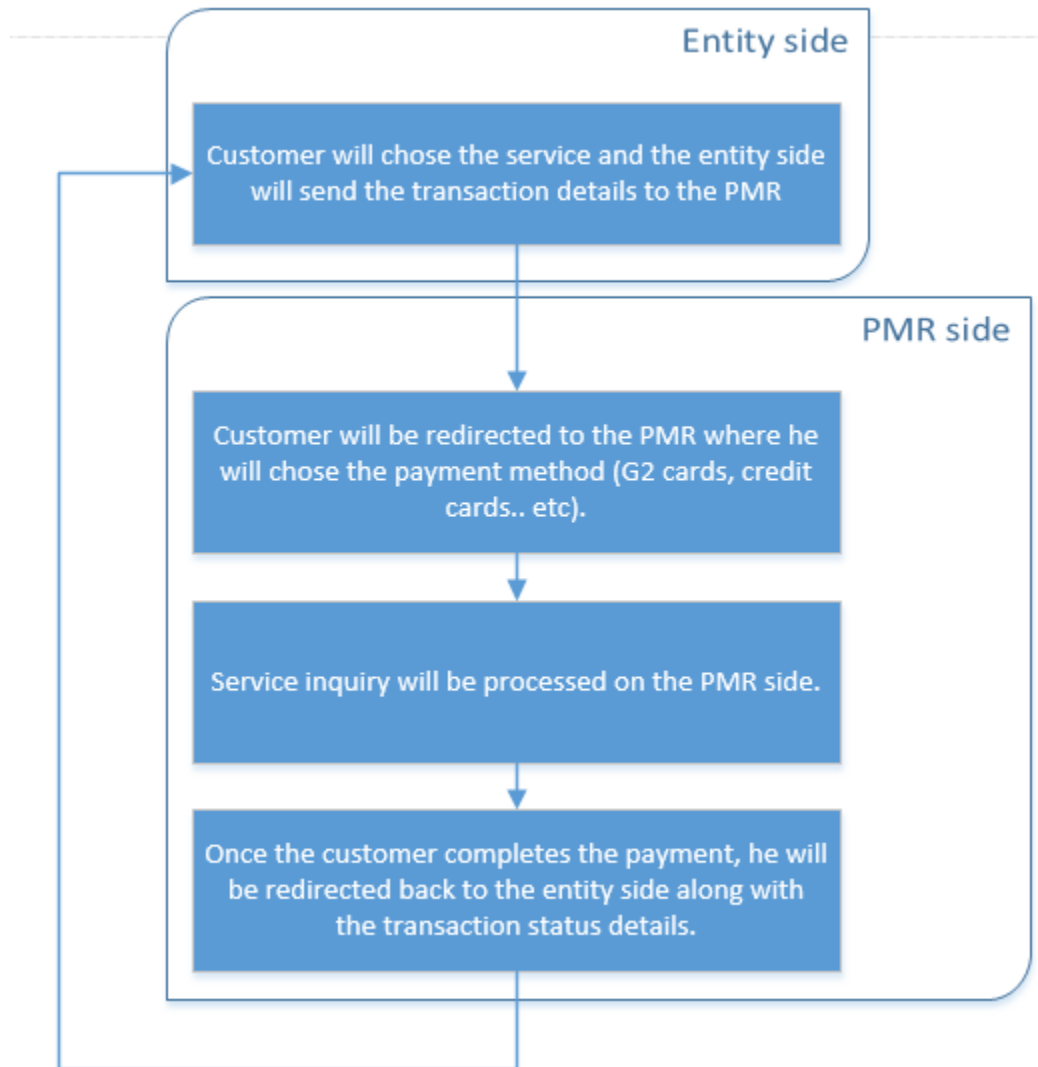 Entity side
Customer will chose the service and the entity side
will send the transaction details to the PMR
PMR side
Customer will be redirected to the PMR where he
will chose the payment method (G2 cards, credit
cards.. etc).
Service inquiry will be processed on the PMR side.
Once the customer completes the payment, he will
be redirected back to the entity side along with
the transaction status details.